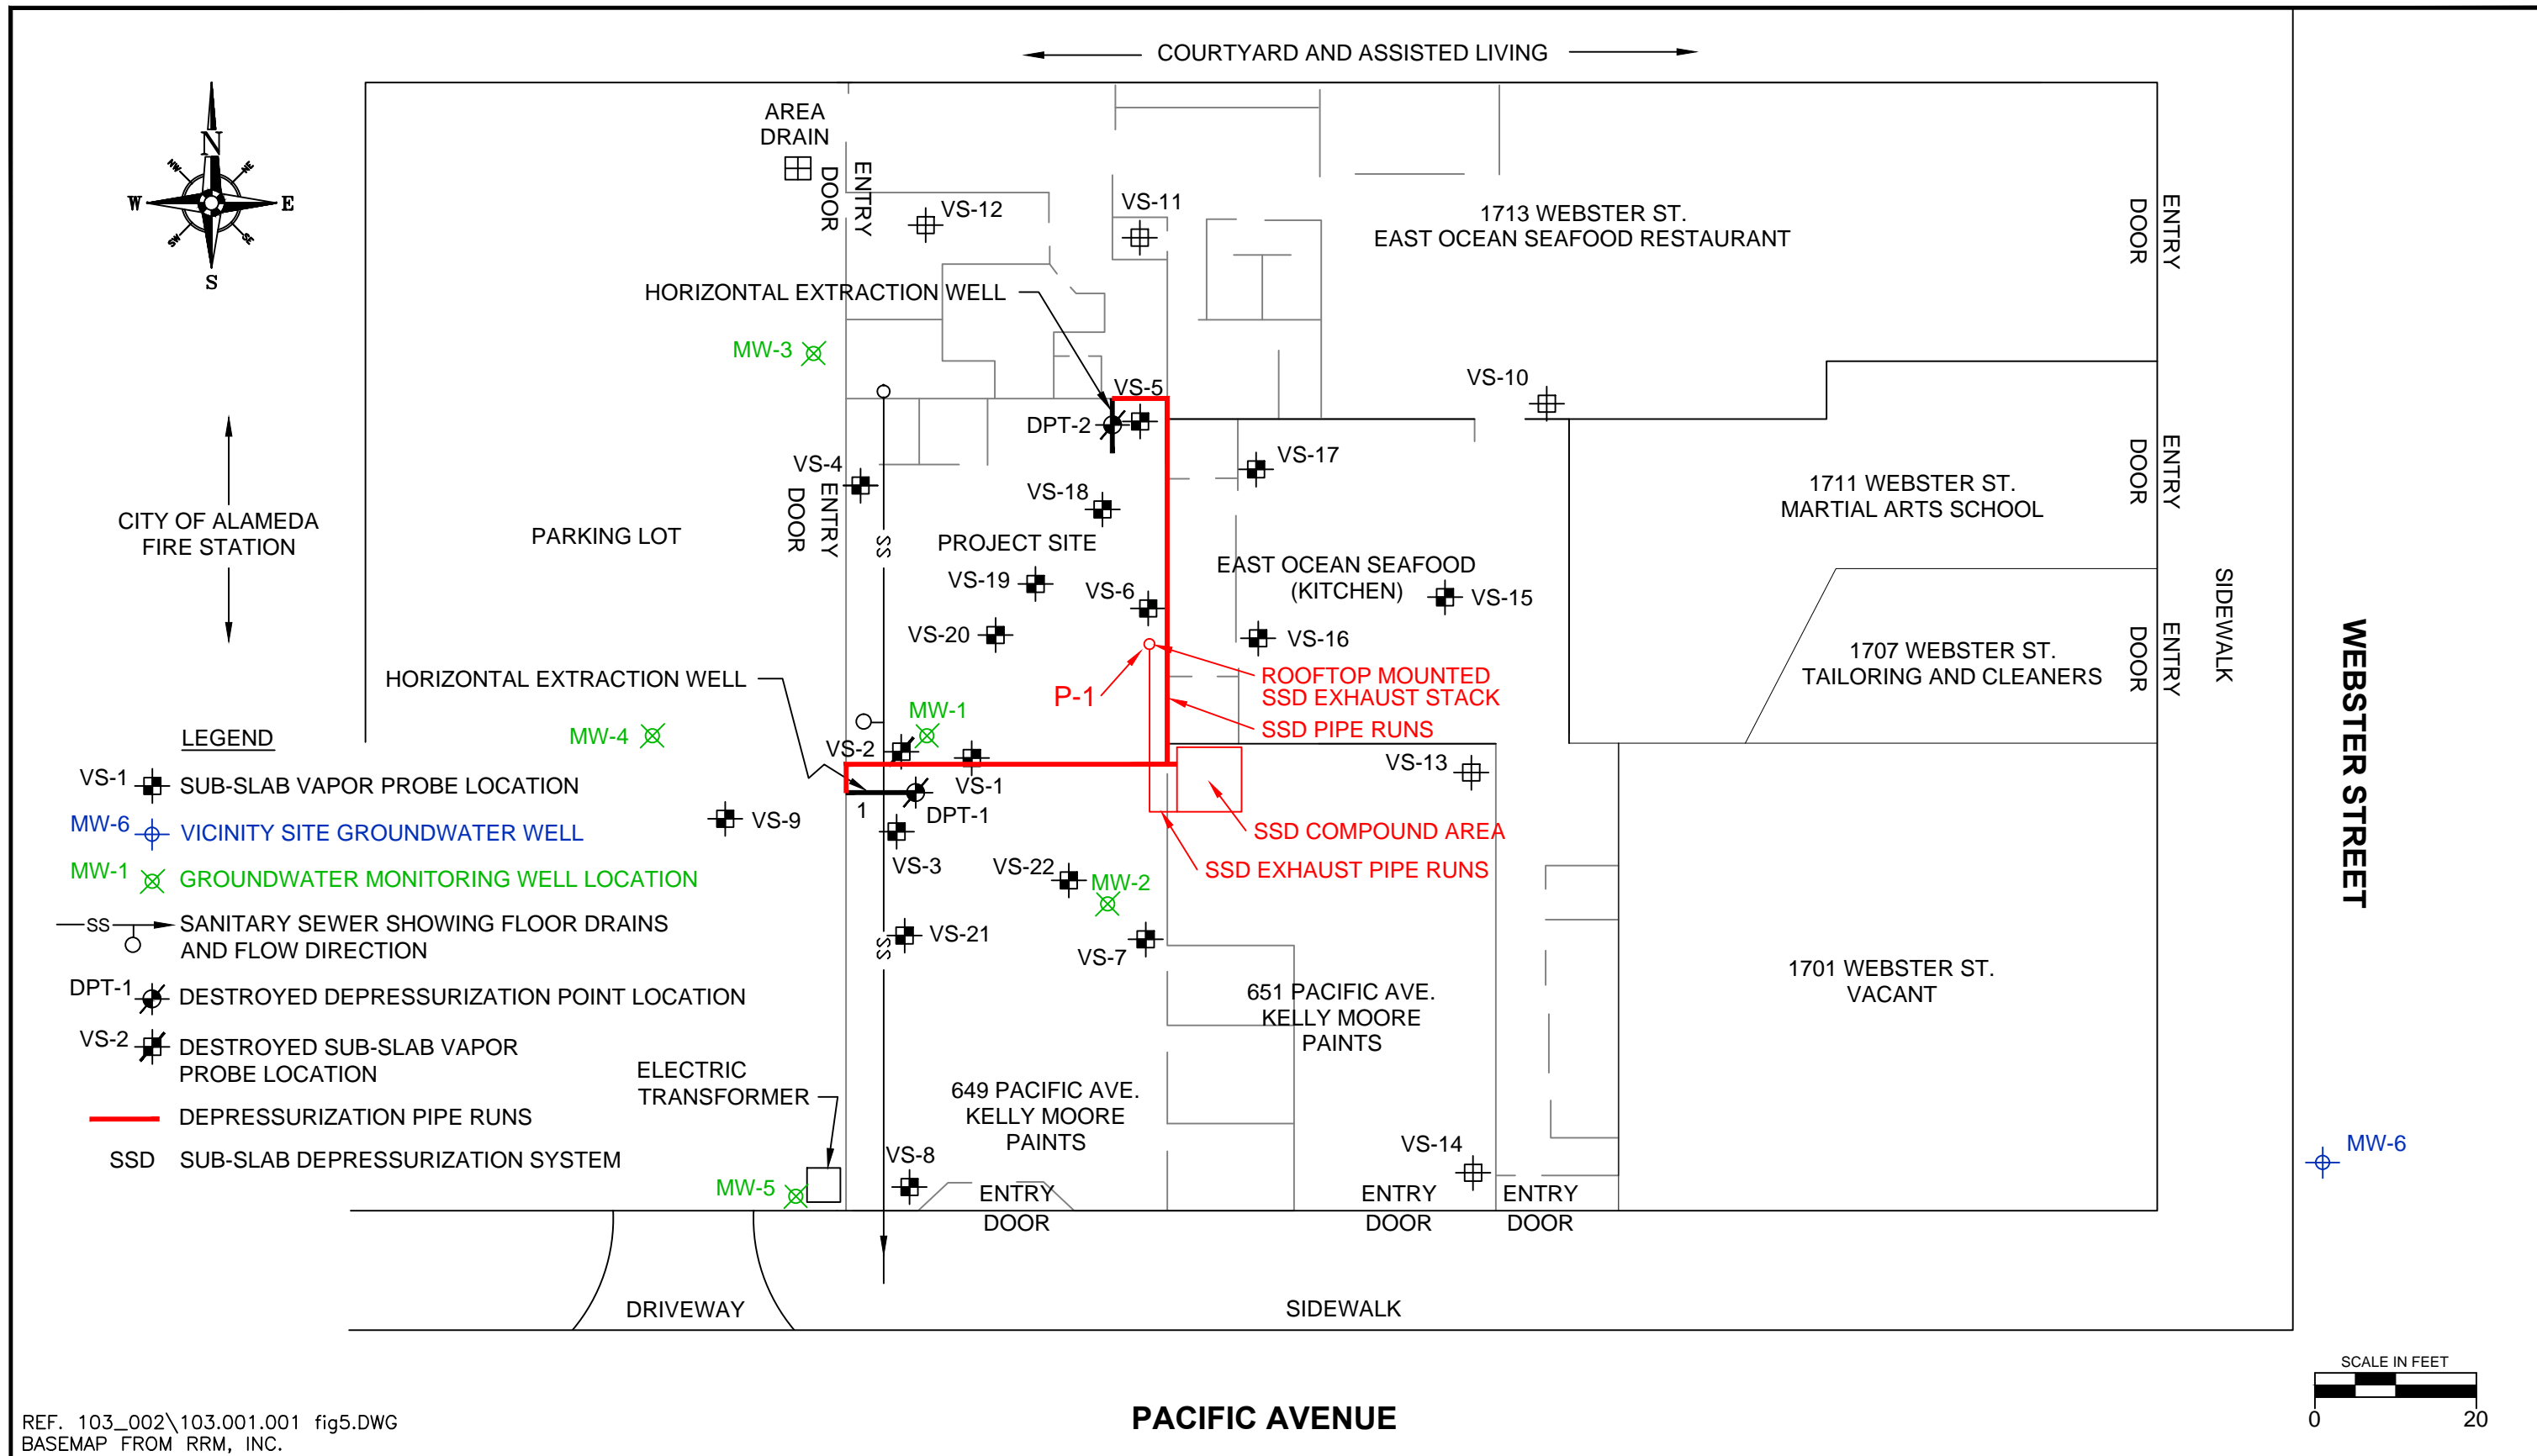 COURTYARD AND ASSISTED LIVING
N
NW
NE
W
E
SW
SE
S
AREA
DRAIN
ENTRY
DOOR
VS-12
VS-11
1713 WEBSTER ST.
EAST OCEAN SEAFOOD RESTAURANT
ENTRY
DOOR
HORIZONTAL EXTRACTION WELL
MW-3
VS-5
VS-10
DPT-2
VS-4
VS-17
ENTRY
DOOR
VS-18
1711 WEBSTER ST.
MARTIAL ARTS SCHOOL
ENTRY
DOOR
CITY OF ALAMEDA
FIRE STATION
PARKING LOT
SS
PROJECT SITE
VS-19
VS-6
EAST OCEAN SEAFOOD
(KITCHEN)
VS-15
SIDEWALK
VS-20
VS-16
1707 WEBSTER ST.
TAILORING AND CLEANERS
ENTRY
DOOR
WEBSTER STREET
HORIZONTAL EXTRACTION WELL
P-1
ROOFTOP MOUNTED
SSD EXHAUST STACK
SSD PIPE RUNS
MW-4
MW-1
VS-2
VS-1
VS-13
1
DPT-1
VS-9
VS-3
SSD COMPOUND AREA
SSD EXHAUST PIPE RUNS
VS-22
MW-2
VS-21
SS
VS-7
651 PACIFIC AVE.
KELLY MOORE
PAINTS
1701 WEBSTER ST.
VACANT
LEGEND
VS-1 SUB-SLAB VAPOR PROBE LOCATION
MW-6 VICINITY SITE GROUNDWATER WELL
MW-1 GROUNDWATER MONITORING WELL LOCATION
SS SANITARY SEWER SHOWING FLOOR DRAINS
AND FLOW DIRECTION
DPT-1 DESTROYED DEPRESSURIZATION POINT LOCATION
VS-2 DESTROYED SUB-SLAB VAPOR
PROBE LOCATION
DEPRESSURIZATION PIPE RUNS
SSD SUB-SLAB DEPRESSURIZATION SYSTEM
ELECTRIC
TRANSFORMER
649 PACIFIC AVE.
KELLY MOORE
PAINTS
VS-14
MW-6
MW-5
VS-8
ENTRY
DOOR
ENTRY
DOOR
ENTRY
DOOR
DRIVEWAY
SIDEWALK
PACIFIC AVENUE
SCALE IN FEET
0 20
REF. 103_002\103.001.001 fig5.DWG
BASEMAP FROM RRM, INC.